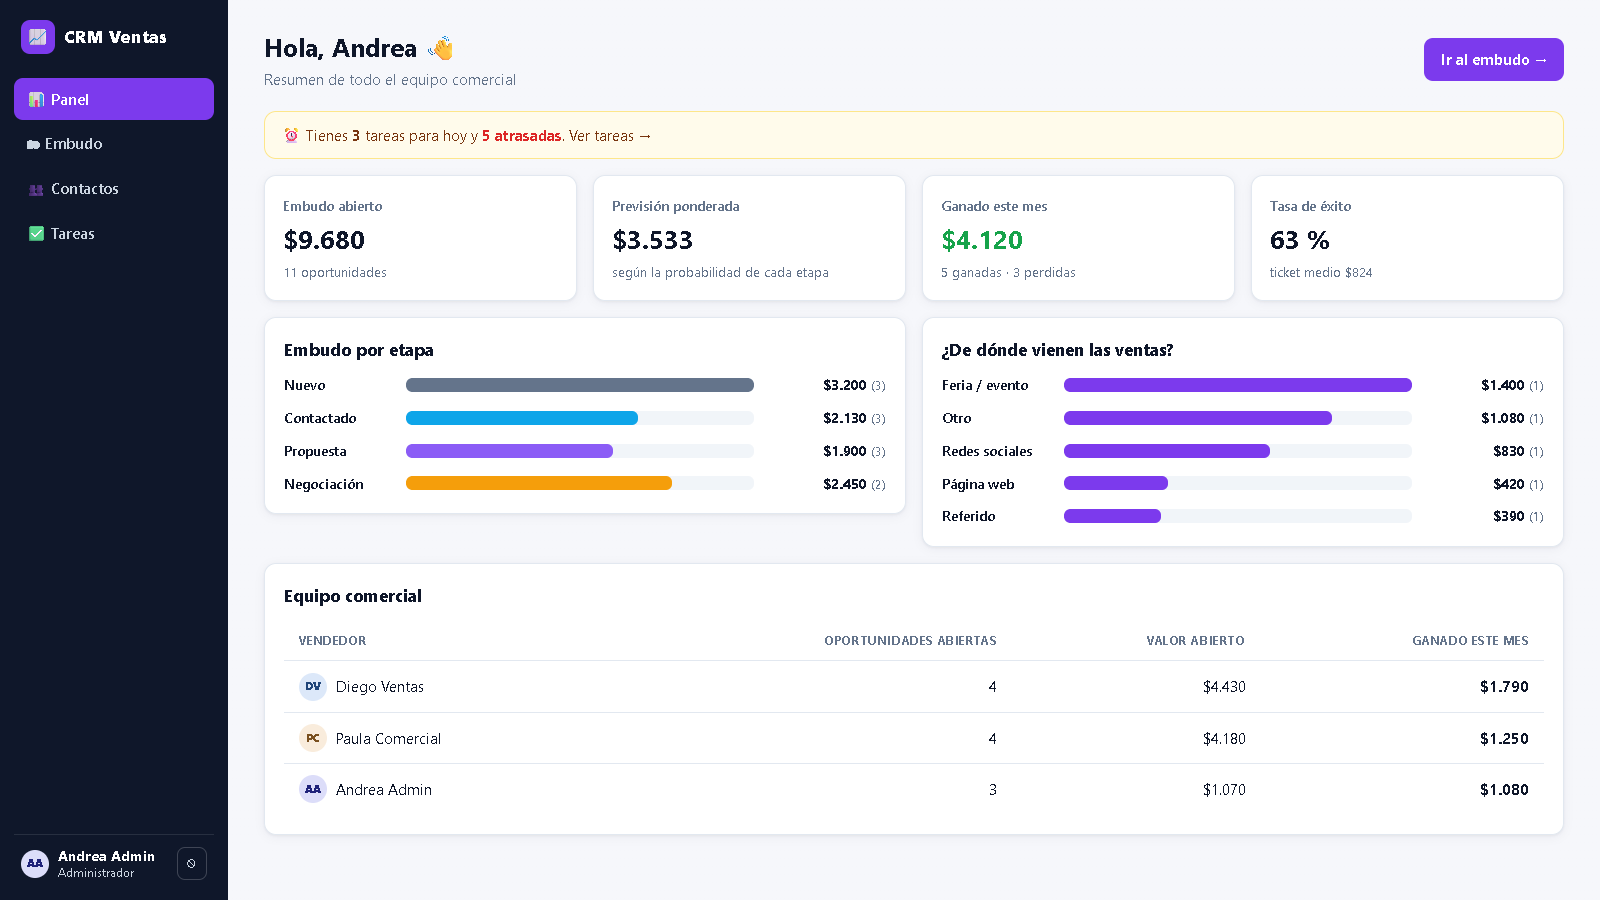 CRM Ventas
Panel
Embudo
Contactos
Tareas
AA Andrea Admin
Administrador
Hola, Andrea 👋
Resumen de todo el equipo comercial
Ir al embudo →
⏰ Tienes 3 tareas para hoy y 5 atrasadas. Ver tareas →
Embudo abierto
$9.680
11 oportunidades
Previsión ponderada
$3.533
según la probabilidad de cada etapa
Ganado este mes
$4.120
5 ganadas · 3 perdidas
Tasa de éxito
63 %
ticket medio $824
Embudo por etapa
Nuevo $3.200 (3)
Contactado $2.130 (3)
Propuesta $1.900 (3)
Negociación $2.450 (2)
¿De dónde vienen las ventas?
Feria / evento $1.400 (1)
Otro $1.080 (1)
Redes sociales $830 (1)
Página web $420 (1)
Referido $390 (1)
Equipo comercial
VENDEDOR OPORTUNIDADES ABIERTAS VALOR ABIERTO GANADO ESTE MES
DV Diego Ventas 4 $4.430 $1.790
PC Paula Comercial 4 $4.180 $1.250
AA Andrea Admin 3 $1.070 $1.080